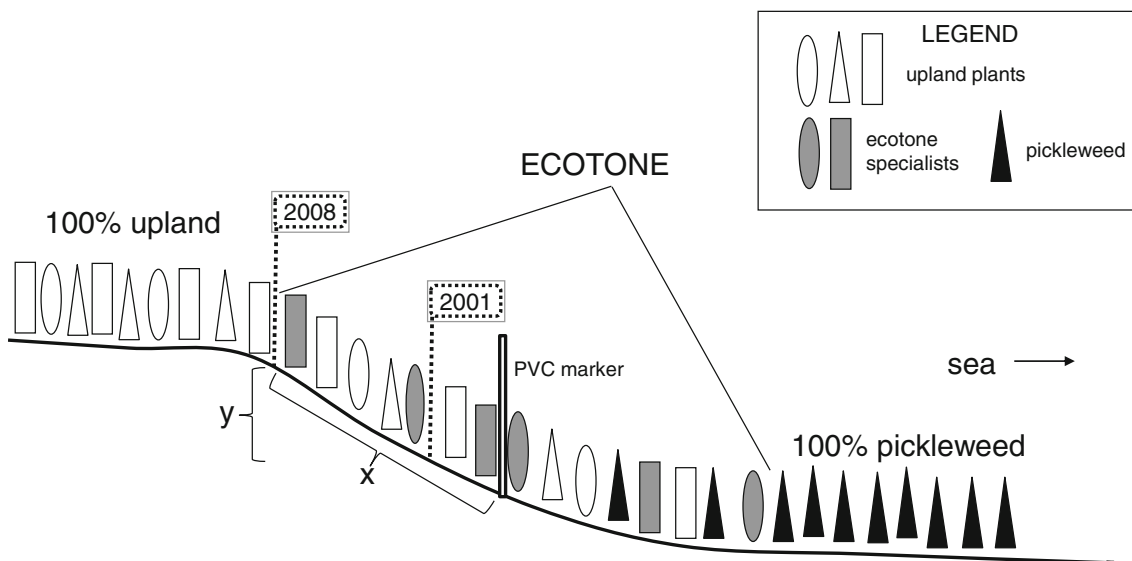 LEGEND
upland plants
ecotone
specialists
pickleweed
ECOTONE
100% upland
2008
2001
PVC marker
sea
y
x
100% pickleweed